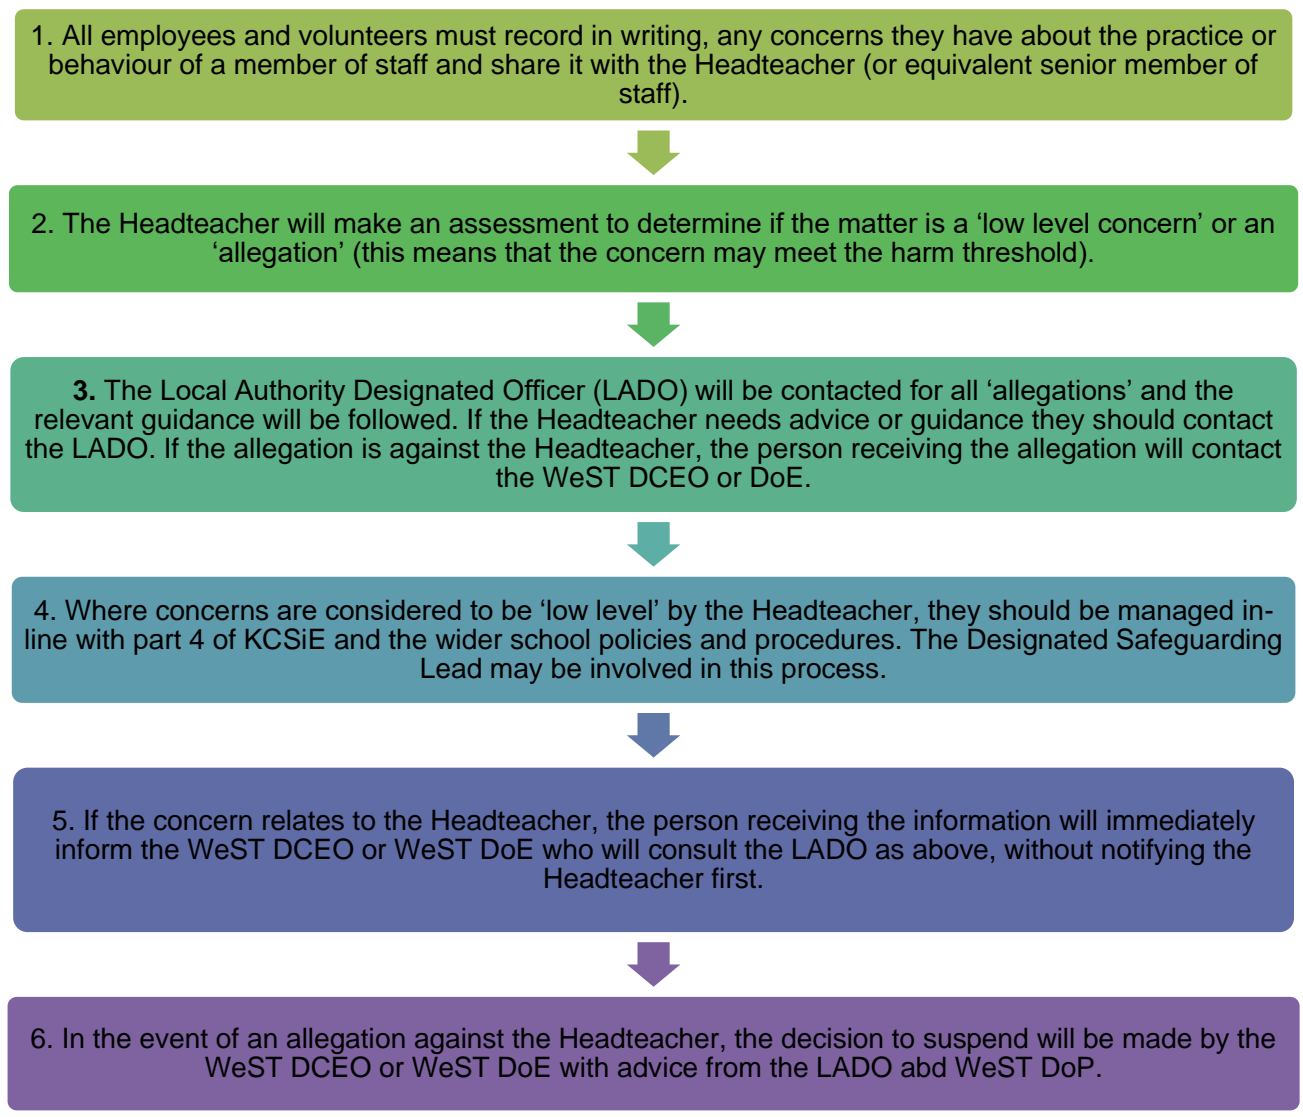 1. All employees and volunteers must record in writing, any concerns they have about the practice or
behaviour of a member of staff and share it with the Headteacher (or equivalent senior member of
staff).
2. The Headteacher will make an assessment to determine if the matter is a ‘low level concern’ or an
‘allegation’ (this means that the concern may meet the harm threshold).
3. The Local Authority Designated Officer (LADO) will be contacted for all ‘allegations’ and the
relevant guidance will be followed. If the Headteacher needs advice or guidance they should contact
the LADO. If the allegation is against the Headteacher, the person receiving the allegation will contact
the WeST DCEO or DoE.
4. Where concerns are considered to be ‘low level’ by the Headteacher, they should be managed in-
line with part 4 of KCSiE and the wider school policies and procedures. The Designated Safeguarding
Lead may be involved in this process.
5. If the concern relates to the Headteacher, the person receiving the information will immediately
inform the WeST DCEO or WeST DoE who will consult the LADO as above, without notifying the
Headteacher first.
6. In the event of an allegation against the Headteacher, the decision to suspend will be made by the
WeST DCEO or WeST DoE with advice from the LADO abd WeST DoP.